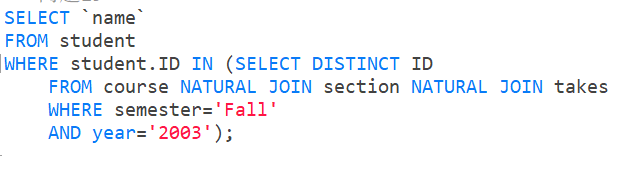 SELECT `name`
FROM student
WHERE student.ID IN (SELECT DISTINCT ID
FROM course NATURAL JOIN section NATURAL JOIN takes
WHERE semester='Fall'
AND year='2003');